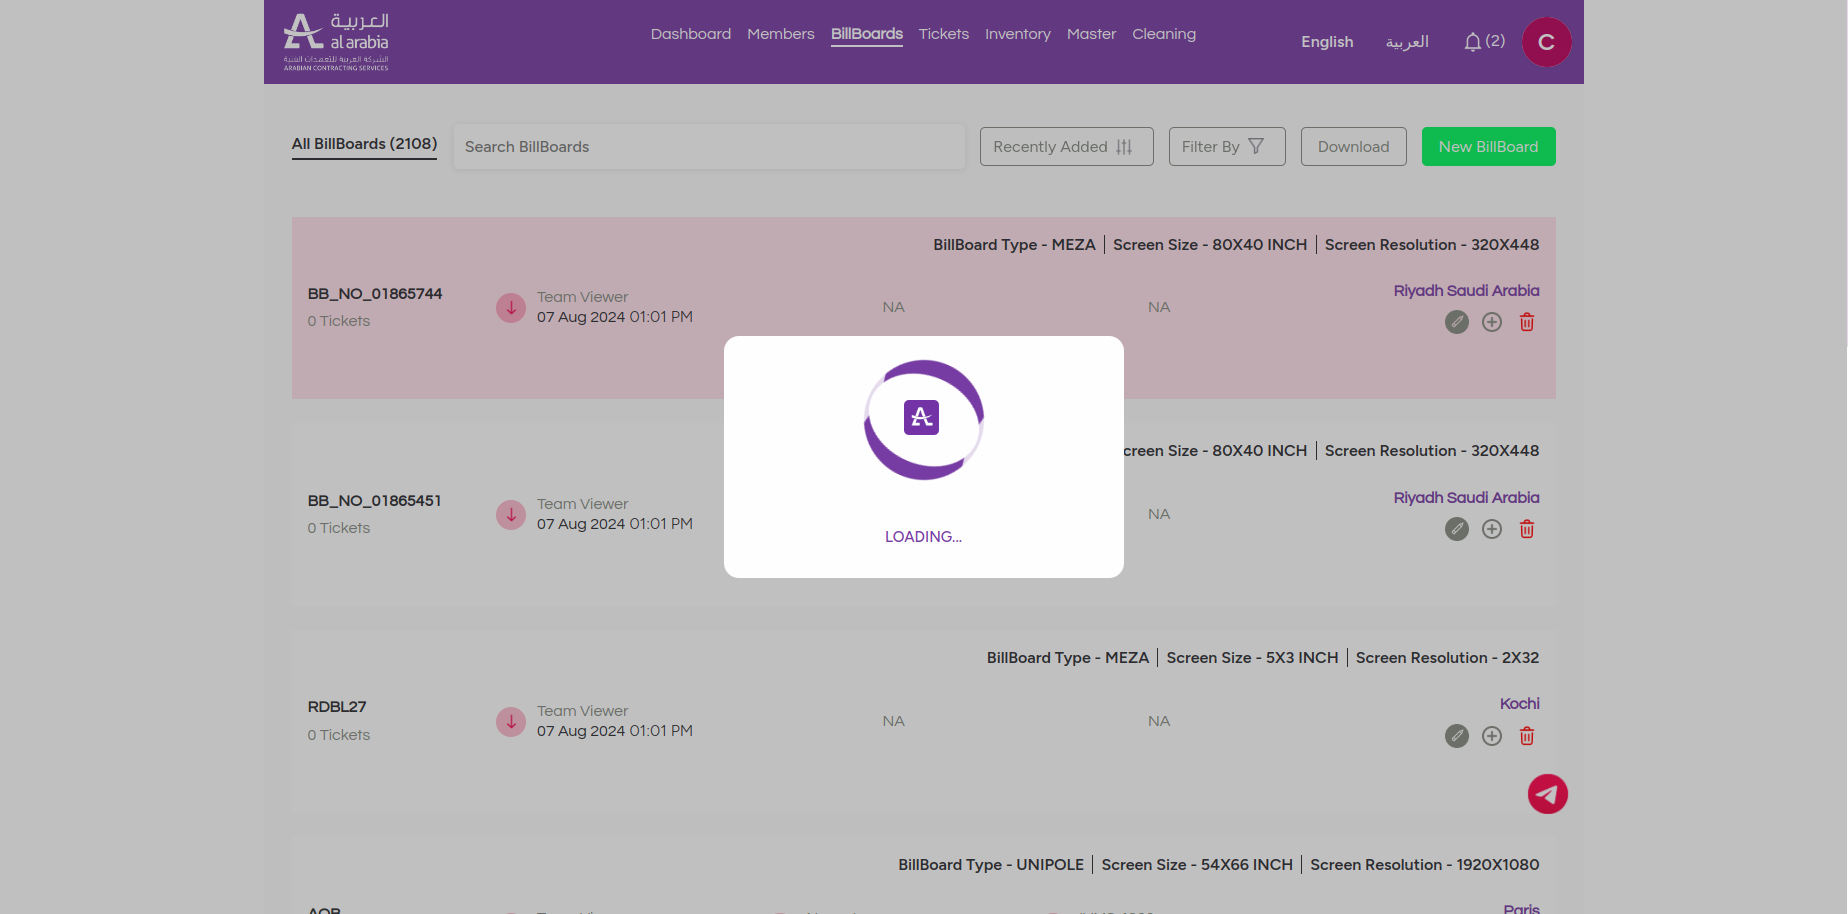 العربية
al arabia
الشركة العربية للتعهدات الفنية
ARABIAN CONTRACTING SERVICES
Dashboard
Members
BillBoards
Tickets
Inventory
Master
Cleaning
English
العربية
(2)
C
All BillBoards (2108)
Search BillBoards
Recently Added
Filter By
Download
New BillBoard
BillBoard Type - MEZA
Screen Size - 80X40 INCH
Screen Resolution - 320X448
BB_NO_01865744
0 Tickets
Team Viewer
07 Aug 2024 01:01 PM
NA
NA
Riyadh Saudi Arabia
LOADING...
creen Size - 80X40 INCH
Screen Resolution - 320X448
BB_NO_01865451
0 Tickets
Team Viewer
07 Aug 2024 01:01 PM
NA
Riyadh Saudi Arabia
BillBoard Type - MEZA
Screen Size - 5X3 INCH
Screen Resolution - 2X32
RDBL27
0 Tickets
Team Viewer
07 Aug 2024 01:01 PM
NA
NA
Kochi
BillBoard Type - UNIPOLE
Screen Size - 54X66 INCH
Screen Resolution - 1920X1080
Paris